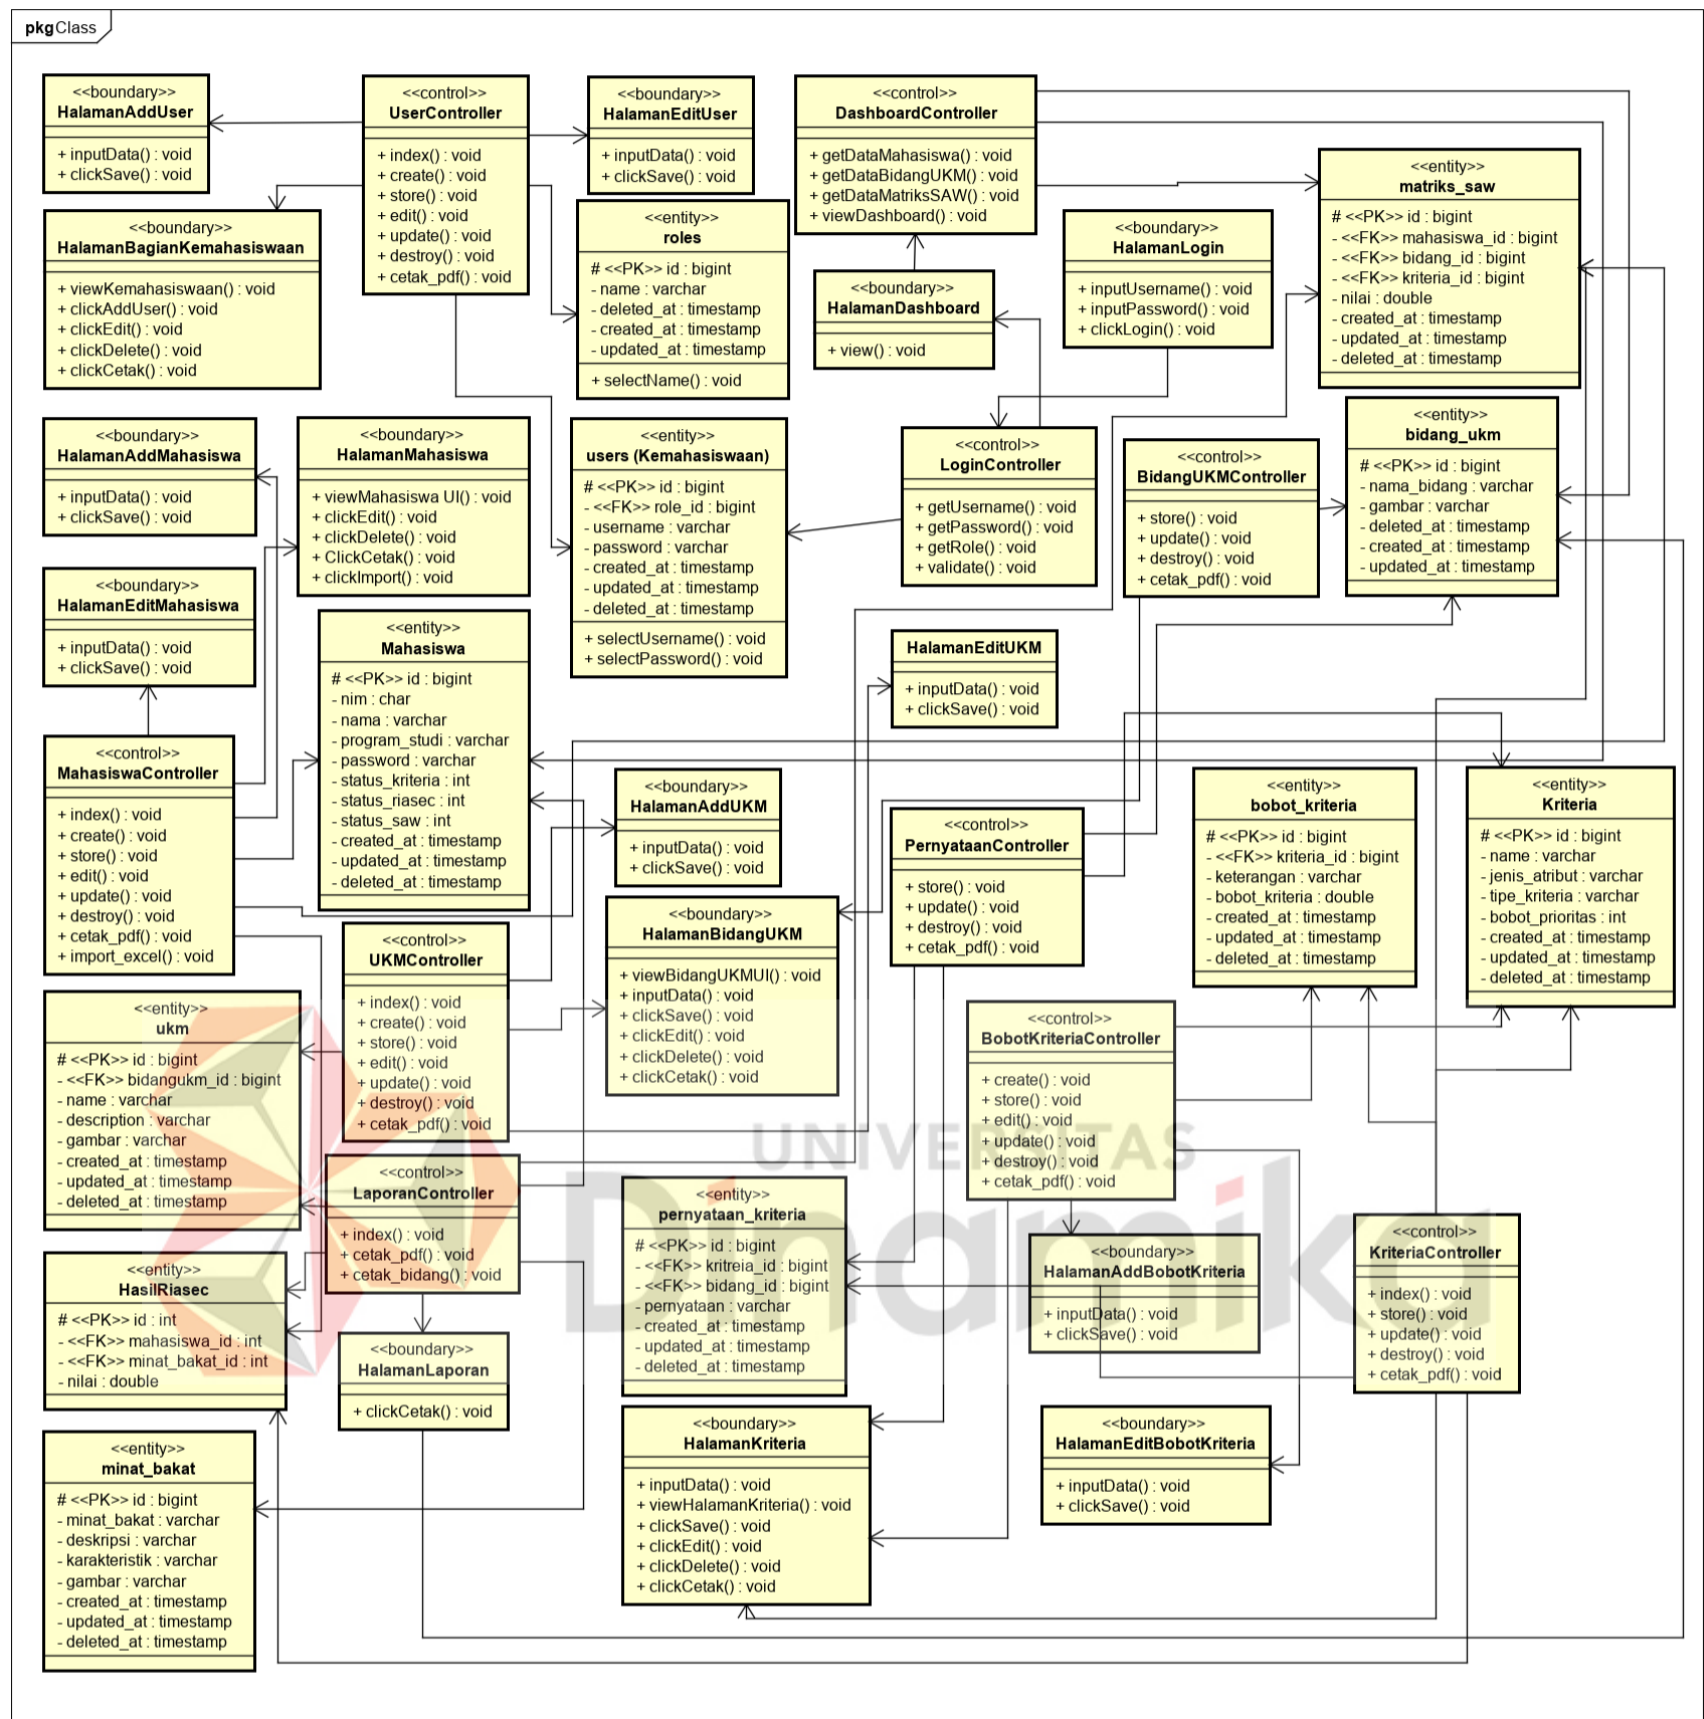 pkg Class
<<boundary>>
HalamanAddUser
+ inputData() : void
+ clickSave() : void
<<control>>
UserController
+ index() : void
+ create() : void
+ store() : void
+ edit() : void
+ update() : void
+ destroy() : void
+ cetak_pdf() : void
<<boundary>>
HalamanEditUser
+ inputData() : void
+ clickSave() : void
<<control>>
DashboardController
+ getDataMahasiswa() : void
+ getDataBidangUKM() : void
+ getDataMatriksSAW() : void
+ viewDashboard() : void
<<entity>>
matriks_saw
# <<PK>> id : bigint
- <<FK>> mahasiswa_id : bigint
- <<FK>> bidang_id : bigint
- <<FK>> kriteria_id : bigint
- nilai : double
- created_at : timestamp
- updated_at : timestamp
- deleted_at : timestamp
<<boundary>>
HalamanBagianKemahasiswaan
+ viewKemahasiswaan() : void
+ clickAddUser() : void
+ clickEdit() : void
+ clickDelete() : void
+ clickCetak() : void
<<entity>>
roles
# <<PK>> id : bigint
- name : varchar
- deleted_at : timestamp
- created_at : timestamp
- updated_at : timestamp
+ selectName() : void
<<boundary>>
HalamanDashboard
+ view() : void
<<boundary>>
HalamanLogin
+ inputUsername() : void
+ inputPassword() : void
+ clickLogin() : void
<<boundary>>
HalamanAddMahasiswa
+ inputData() : void
+ clickSave() : void
<<boundary>>
HalamanMahasiswa
+ viewMahasiswa UI() : void
+ clickEdit() : void
+ clickDelete() : void
+ ClickCetak() : void
+ clickImport() : void
<<entity>>
users (Kemahasiswaan)
# <<PK>> id : bigint
- <<FK>> role_id : bigint
- username : varchar
- password : varchar
- created_at : timestamp
- updated_at : timestamp
- deleted_at : timestamp
+ selectUsername() : void
+ selectPassword() : void
<<control>>
LoginController
+ getUsername() : void
+ getPassword() : void
+ getRole() : void
+ validate() : void
<<control>>
BidangUKMController
+ store() : void
+ update() : void
+ destroy() : void
+ cetak_pdf() : void
<<entity>>
bidang_ukm
# <<PK>> id : bigint
- nama_bidang : varchar
- gambar : varchar
- deleted_at : timestamp
- created_at : timestamp
- updated_at : timestamp
<<boundary>>
HalamanEditMahasiswa
+ inputData() : void
+ clickSave() : void
<<entity>>
Mahasiswa
# <<PK>> id : bigint
- nim : char
- nama : varchar
- program_studi : varchar
- password : varchar
- status_kriteria : int
- status_riasec : int
- status_saw : int
- created_at : timestamp
- updated_at : timestamp
- deleted_at : timestamp
HalamanEditUKM
+ inputData() : void
+ clickSave() : void
<<control>>
MahasiswaController
+ index() : void
+ create() : void
+ store() : void
+ edit() : void
+ update() : void
+ destroy() : void
+ cetak_pdf() : void
+ import_excel() : void
<<boundary>>
HalamanAddUKM
+ inputData() : void
+ clickSave() : void
<<control>>
PernyataanController
+ store() : void
+ update() : void
+ destroy() : void
+ cetak_pdf() : void
<<entity>>
bobot_kriteria
# <<PK>> id : bigint
- <<FK>> kriteria_id : bigint
- keterangan : varchar
- bobot_kriteria : double
- created_at : timestamp
- updated_at : timestamp
- deleted_at : timestamp
<<entity>>
Kriteria
# <<PK>> id : bigint
- name : varchar
- jenis_atribut : varchar
- tipe_kriteria : varchar
- bobot_prioritas : int
- created_at : timestamp
- updated_at : timestamp
- deleted_at : timestamp
<<control>>
UKMController
+ index() : void
+ create() : void
+ store() : void
+ edit() : void
+ update() : void
+ destroy() : void
+ cetak_pdf() : void
<<boundary>>
HalamanBidangUKM
+ viewBidangUKMUI() : void
+ inputData() : void
+ clickSave() : void
+ clickEdit() : void
+ clickDelete() : void
+ clickCetak() : void
<<entity>>
ukm
# <<PK>> id : bigint
- <<FK>> bidangukm_id : bigint
- name : varchar
- description : varchar
- gambar : varchar
- created_at : timestamp
- updated_at : timestamp
- deleted_at : timestamp
<<control>>
BobotKriteriaController
+ create() : void
+ store() : void
+ edit() : void
+ update() : void
+ destroy() : void
+ cetak_pdf() : void
UNIVERSITAS
Dinamika
<<control>>
LaporanController
+ index() : void
+ cetak_pdf() : void
+ cetak_bidang() : void
<<entity>>
pernyataan_kriteria
# <<PK>> id : bigint
- <<FK>> kritreia_id : bigint
- <<FK>> bidang_id : bigint
- pernyataan : varchar
- created_at : timestamp
- updated_at : timestamp
- deleted_at : timestamp
<<boundary>>
HalamanAddBobotKriteria
+ inputData() : void
+ clickSave() : void
<<control>>
KriteriaController
+ index() : void
+ store() : void
+ update() : void
+ destroy() : void
+ cetak_pdf() : void
<<entity>>
HasilRiasec
# <<PK>> id : int
- <<FK>> mahasiswa_id : int
- <<FK>> minat_bakat_id : int
- nilai : double
<<boundary>>
HalamanLaporan
+ clickCetak() : void
<<boundary>>
HalamanKriteria
+ inputData() : void
+ viewHalamanKriteria() : void
+ clickSave() : void
+ clickEdit() : void
+ clickDelete() : void
+ clickCetak() : void
<<boundary>>
HalamanEditBobotKriteria
+ inputData() : void
+ clickSave() : void
<<entity>>
minat_bakat
# <<PK>> id : bigint
- minat_bakat : varchar
- deskripsi : varchar
- karakteristik : varchar
- gambar : varchar
- created_at : timestamp
- updated_at : timestamp
- deleted_at : timestamp